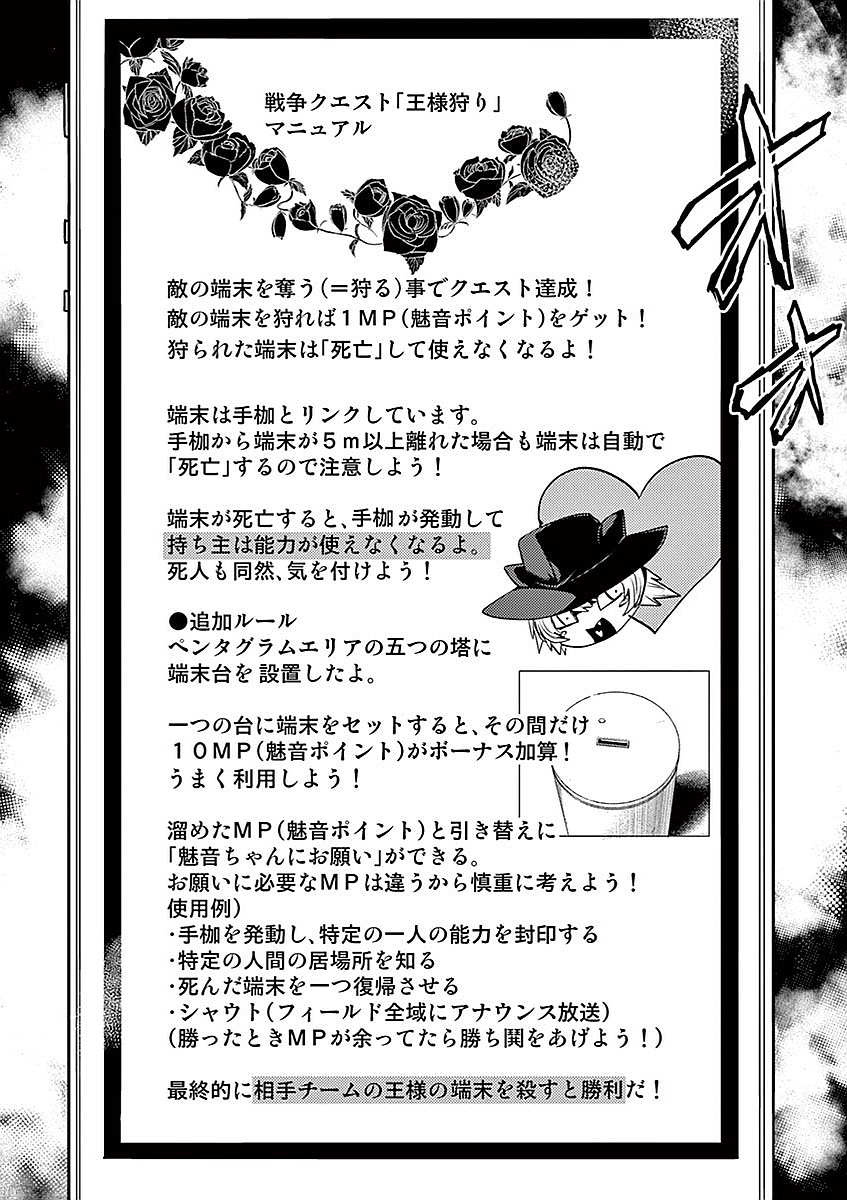 戦争クエスト「王様狩り」
マニュアル
敵の端末を奪う(＝狩る)事でクエスト達成！
敵の端末を狩れば１ＭＰ(魅音ポイント)をゲット！
狩られた端末は「死亡」して使えなくなるよ！
端末は手枷とリンクしています。
手枷から端末が５ｍ以上離れた場合も端末は自動で
「死亡」するので注意しよう！
端末が死亡すると、手枷が発動して
持ち主は能力が使えなくなるよ。
死人も同然、気を付けよう！
●追加ルール
ペンタグラムエリアの五つの塔に
端末台を設置したよ。
一つの台に端末をセットすると、その間だけ
１０ＭＰ(魅音ポイント)がボーナス加算！
うまく利用しよう！
溜めたＭＰ(魅音ポイント)と引き替えに
「魅音ちゃんにお願い」ができる。
お願いに必要なＭＰは違うから慎重に考えよう！
使用例)
・手枷を発動し、特定の一人の能力を封印する
・特定の人間の居場所を知る
・死んだ端末を一つ復帰させる
・シャウト(フィールド全域にアナウンス放送)
(勝ったときＭＰが余ってたら勝ち鬨をあげよう！)
最終的に相手チームの王様の端末を殺すと勝利だ！
オオ